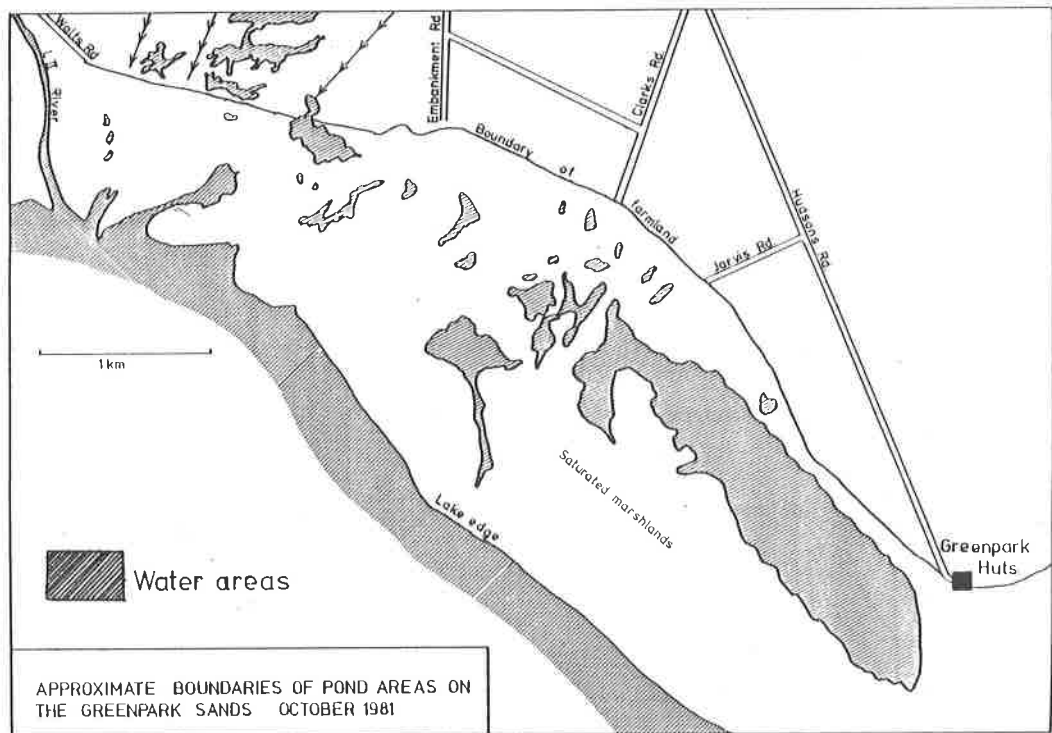 Wolfs Rd
L II River
Embankment Rd
Clarks Rd
Boundary of farmland
Hudsons Rd
Jarvis Rd
1 km
Saturated marshlands
Lake edge
Greenpark
Huts
Water areas
APPROXIMATE BOUNDARIES OF POND AREAS ON
THE GREENPARK SANDS OCTOBER 1981